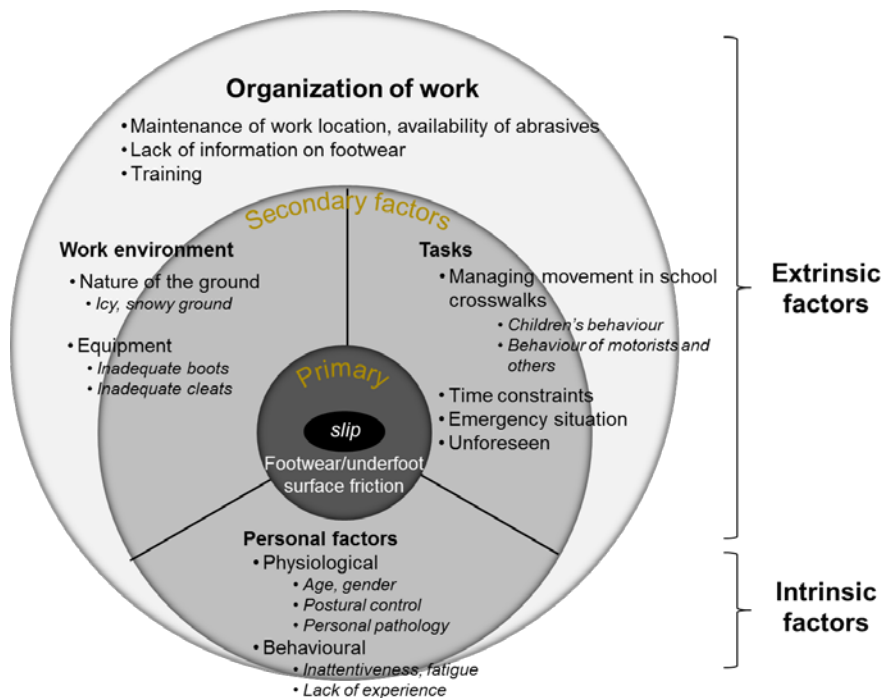 Organization of work
• Maintenance of work location, availability of abrasives
• Lack of information on footwear
• Training
Secondary factors
Work environment
• Nature of the ground
• Icy, snowy ground
• Equipment
• Inadequate boots
• Inadequate cleats
Tasks
• Managing movement in school
crosswalks
• Children's behaviour
• Behaviour of motorists and
others
• Time constraints
• Emergency situation
• Unforeseen
Primary
slip
Footwear/underfoot
surface friction
Personal factors
• Physiological
• Age, gender
• Postural control
• Personal pathology
• Behavioural
• Inattentiveness, fatigue
• Lack of experience
Extrinsic
factors
Intrinsic
factors